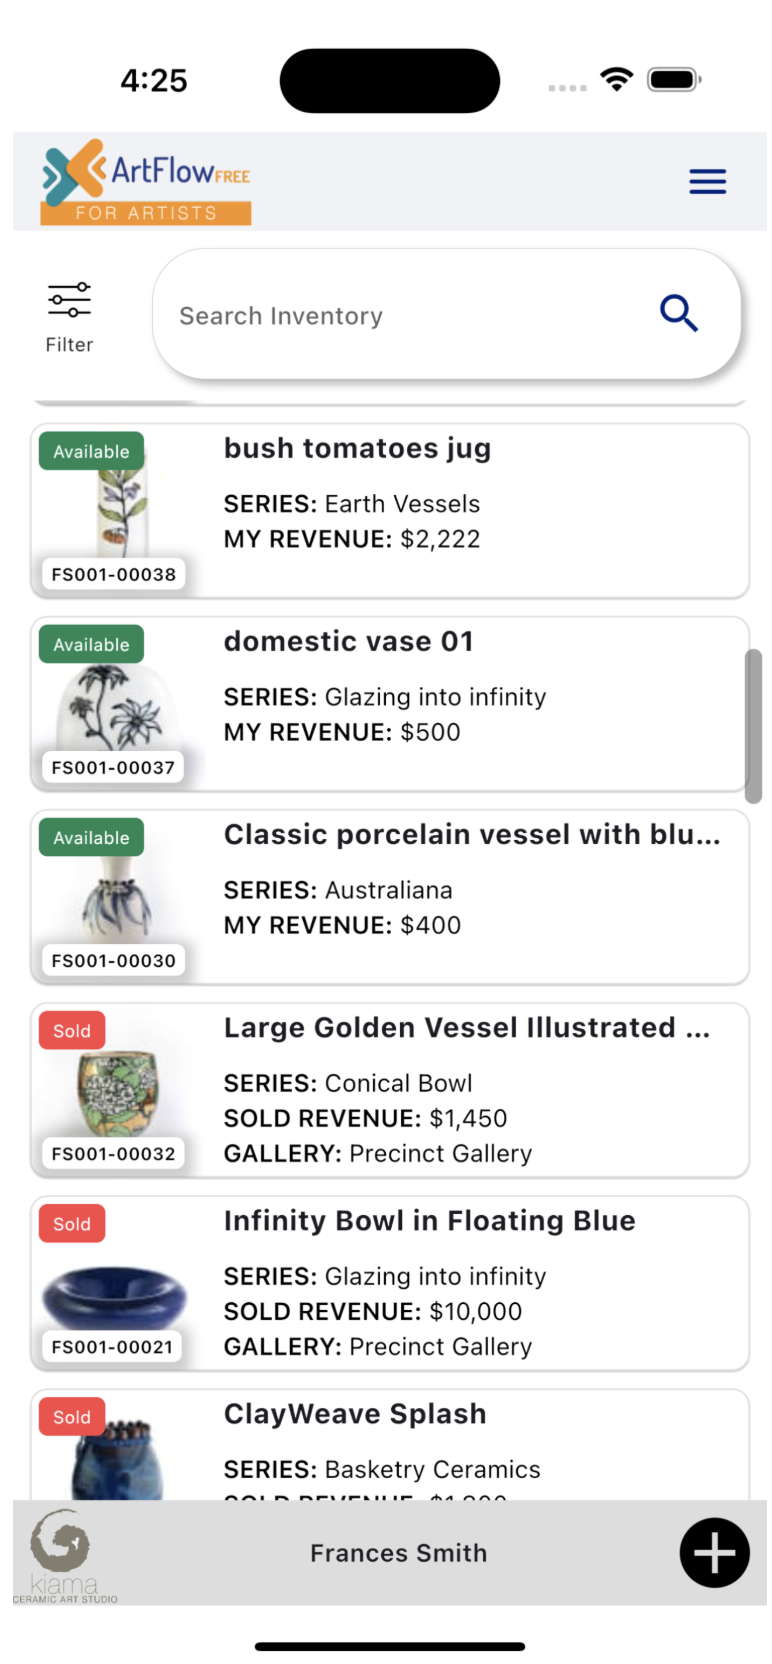 4:25
ArtFlow FREE
FOR ARTISTS
Filter
Search Inventory
Available
bush tomatoes jug
SERIES: Earth Vessels
MY REVENUE: $2,222
FS001-00038
Available
domestic vase 01
SERIES: Glazing into infinity
MY REVENUE: $500
FS001-00037
Available
Classic porcelain vessel with blu...
SERIES: Australiana
MY REVENUE: $400
FS001-00030
Sold
Large Golden Vessel Illustrated ...
SERIES: Conical Bowl
SOLD REVENUE: $1,450
GALLERY: Precinct Gallery
FS001-00032
Sold
Infinity Bowl in Floating Blue
SERIES: Glazing into infinity
SOLD REVENUE: $10,000
GALLERY: Precinct Gallery
FS001-00021
Sold
ClayWeave Splash
SERIES: Basketry Ceramics
SOLD REVENUE:
kiama
CERAMIC ART STUDIO
Frances Smith